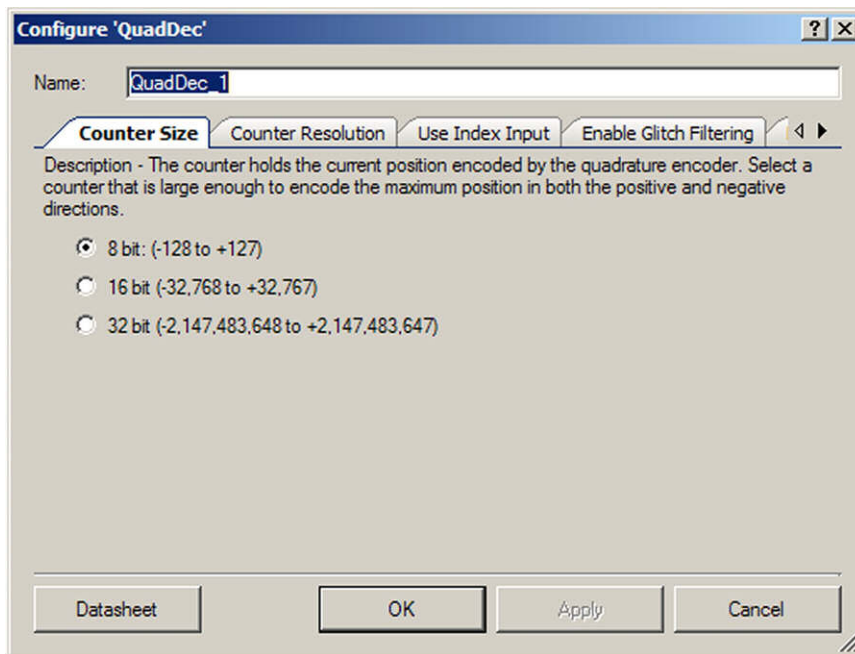 Configure 'QuadDec'
Name: QuadDec_1
Counter Size Counter Resolution Use Index Input Enable Glitch Filtering
Description - The counter holds the current position encoded by the quadrature encoder. Select a
counter that is large enough to encode the maximum position in both the positive and negative
directions.
8 bit: (-128 to +127)
16 bit (-32,768 to +32,767)
32 bit (-2,147,483,648 to +2,147,483,647)
Datasheet OK Apply Cancel